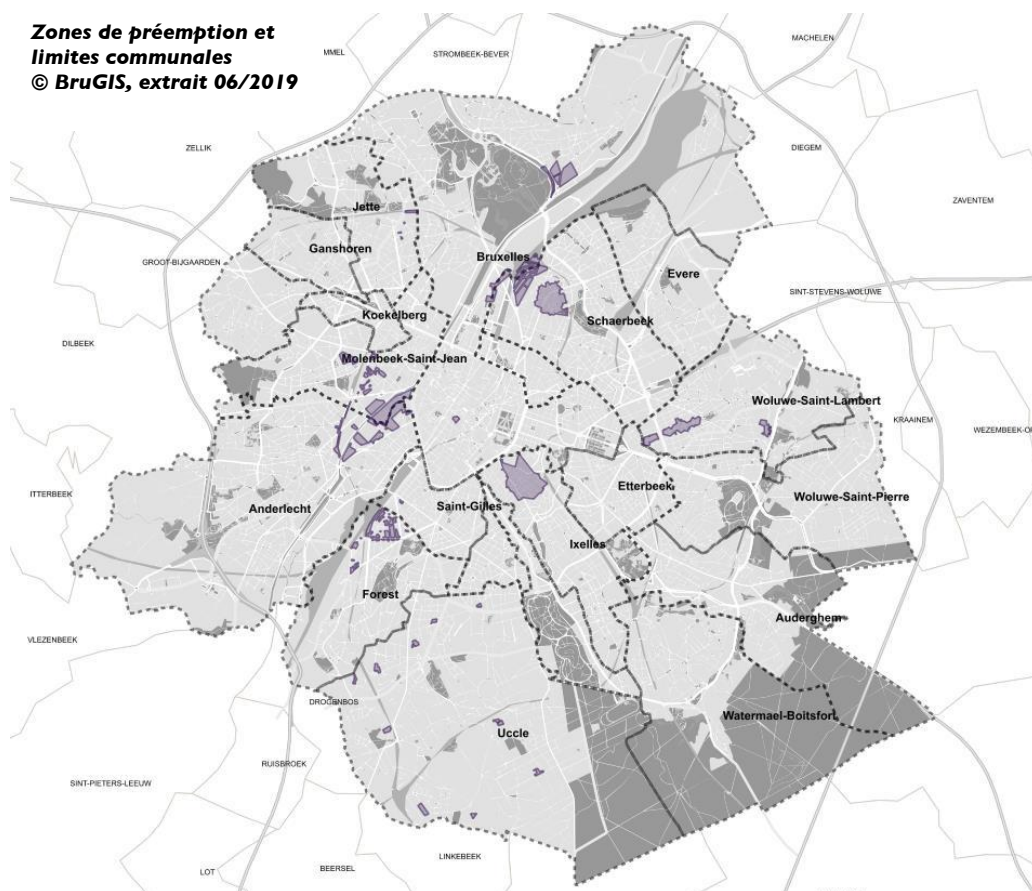 Zones de préemption et
limites communales
© BruGIS, extrait 06/2019
MMEL
STROMBEEK-BEVER
MACHELEN
ZELLIK
DIEGEM
ZAVENTEM
Jette
Ganshoren
GROOT-BIJGAARDEN
Bruxelles
Evere
SINT-STEVENS-WOLUWE
Koekelberg
Schaerbeek
DILBEEK
Molenbeek-Saint-Jean
Woluwe-Saint-Lambert
KRAAINEM
WEZEMBEEK-O
Etterbeek
ITTERBEEK
Woluwe-Saint-Pierre
Anderlecht
Saint-Gilles
Ixelles
Forest
Auderghem
VLEZENBEEK
DROGENBOS
Watermael-Boitsfort
Uccle
RUISBROEK
SINT-PIETERS-LEEUW
LINKEBEEK
BEERSEL
LOT